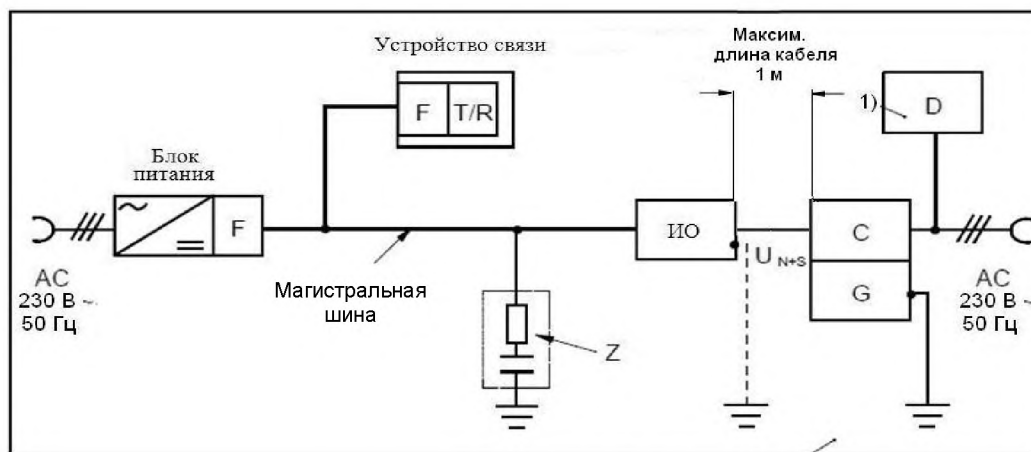 Устройство связи
F
T/R
Максим.
длина кабеля
1 м
1)
D
Блок
питания
F
ИО
C
U N+S
G
AC
230 В ~
50 Гц
Магистральная
шина
Z
AC
230 В ~
50 Гц